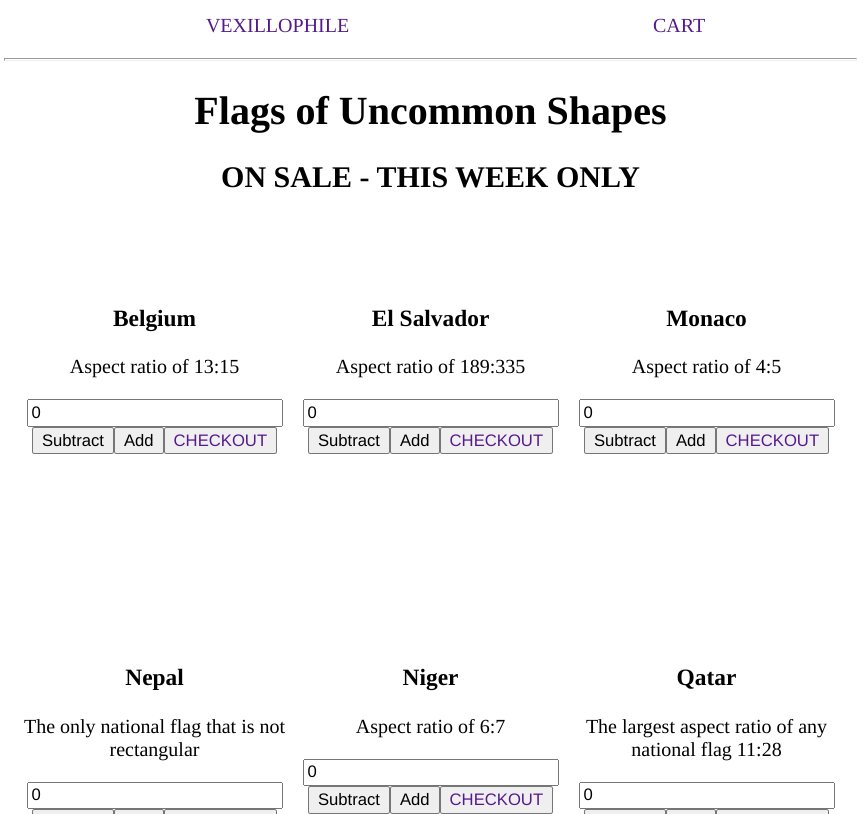 VEXILLOPHILE CART
Flags of Uncommon Shapes
ON SALE - THIS WEEK ONLY
Belgium
Aspect ratio of 13:15
0
Subtract Add CHECKOUT
El Salvador
Aspect ratio of 189:335
0
Subtract Add CHECKOUT
Monaco
Aspect ratio of 4:5
0
Subtract Add CHECKOUT
Nepal
The only national flag that is not
rectangular
0
Niger
Aspect ratio of 6:7
0
Subtract Add CHECKOUT
Qatar
The largest aspect ratio of any
national flag 11:28
0